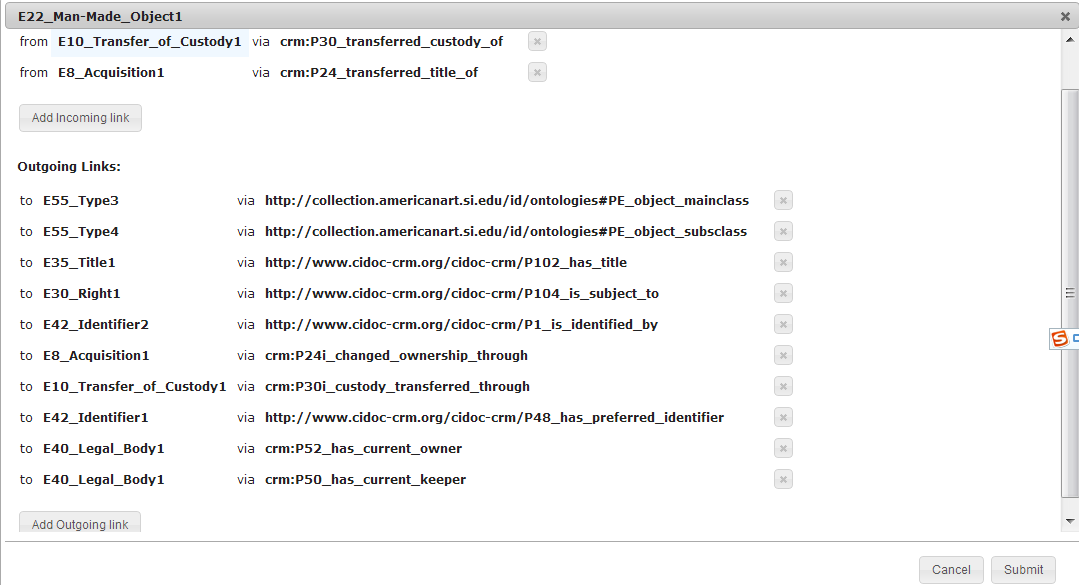 E22_Man-Made_Object1
from E10_Transfer_of_Custody1 via crm:P30_transferred_custody_of
from E8_Acquisition1 via crm:P24_transferred_title_of
Add Incoming link
Outgoing Links:
to E55_Type3 via http://collection.americanart.si.edu/id/ontologies#PE_object_mainclass
to E55_Type4 via http://collection.americanart.si.edu/id/ontologies#PE_object_subsclass
to E35_Title1 via http://www.cidoc-crm.org/cidoc-crm/P102_has_title
to E30_Right1 via http://www.cidoc-crm.org/cidoc-crm/P104_is_subject_to
to E42_Identifier2 via http://www.cidoc-crm.org/cidoc-crm/P1_is_identified_by
to E8_Acquisition1 via crm:P24i_changed_ownership_through
to E10_Transfer_of_Custody1 via crm:P30i_custody_transferred_through
to E42_Identifier1 via http://www.cidoc-crm.org/cidoc-crm/P48_has_preferred_identifier
to E40_Legal_Body1 via crm:P52_has_current_owner
to E40_Legal_Body1 via crm:P50_has_current_keeper
Add Outgoing link
Cancel Submit